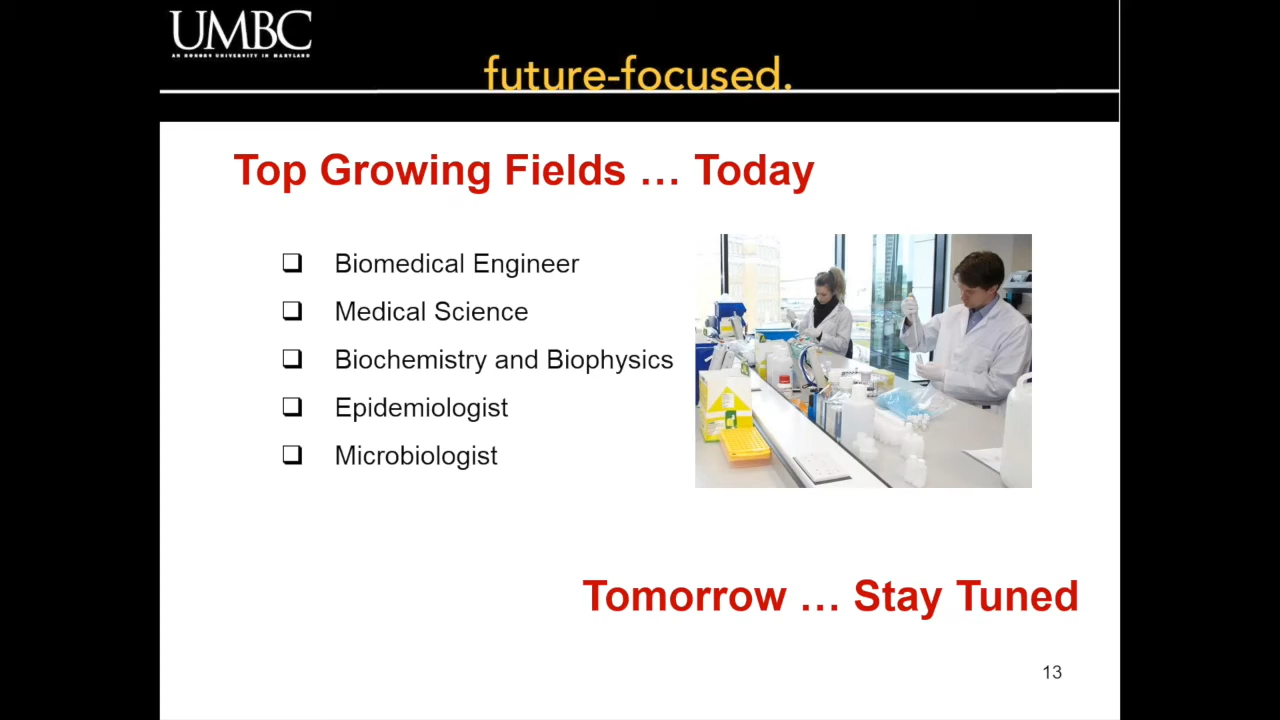 UMBC
AN HONORS UNIVERSITY IN MARYLAND
future-focused.
Top Growing Fields … Today
❑ Biomedical Engineer
❑ Medical Science
❑ Biochemistry and Biophysics
❑ Epidemiologist
❑ Microbiologist
Tomorrow … Stay Tuned
13